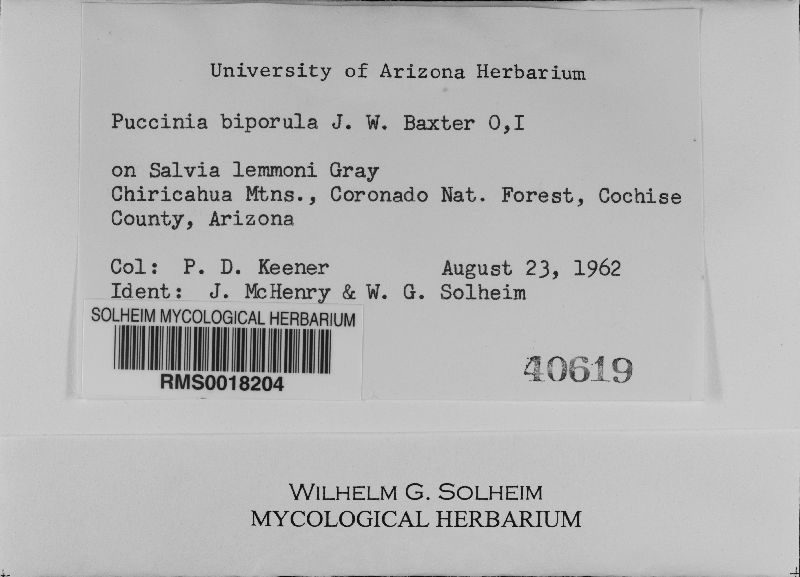 University of Arizona Herbarium
Puccinia biporula J. W. Baxter O,I
on Salvia lemmoni Gray
Chiricahua Mtns., Coronado Nat. Forest, Cochise
County, Arizona
Col: P. D. Keener August 23, 1962
Ident: J. McHenry & W. G. Solheim
SOLHEIM MYCOLOGICAL HERBARIUM
RMS0018204
40619
WILHELM G. SOLHEIM
MYCOLOGICAL HERBARIUM